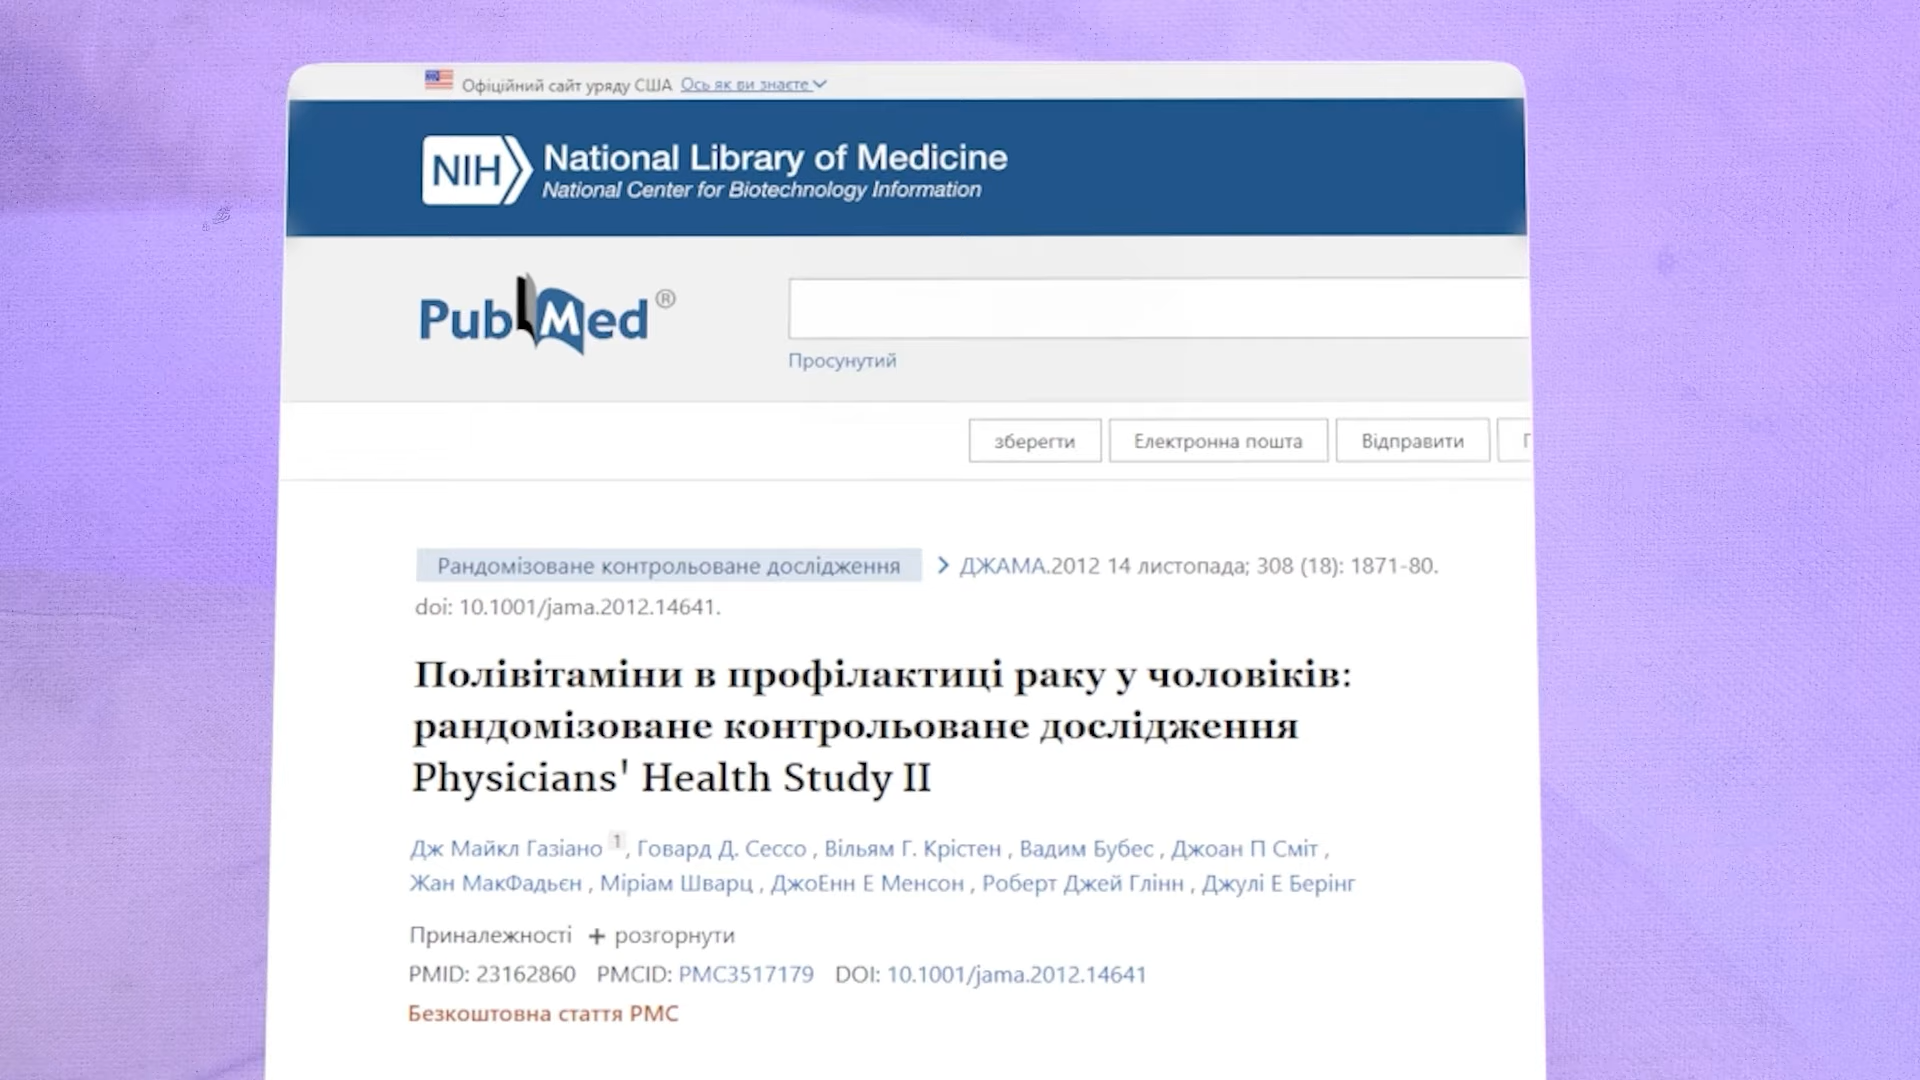 Офіційний сайт уряду США Ось як ви знаєте
NIH National Library of Medicine
National Center for Biotechnology Information
PubMed ®
Просунутий
зберегти Електронна пошта Відправити
Рандомізоване контрольоване дослідження > ДЖАМА.2012 14 листопада; 308 (18): 1871-80.
doi: 10.1001/jama.2012.14641.
Полівітаміни в профілактиці раку у чоловіків:
рандомізоване контрольоване дослідження
Physicians' Health Study II
Дж Майкл Газіано 1 , Говард Д. Сессо , Вільям Г. Крістен , Вадим Бубес , Джоан П Сміт ,
Жан МакФадьєн , Міріам Шварц , ДжоЕнн Е Менсон , Роберт Джей Глінн , Джулі Е Берінг
Приналежності + розгорнути
PMID: 23162860 PMCID: PMC3517179 DOI: 10.1001/jama.2012.14641
Безкоштовна стаття PMC